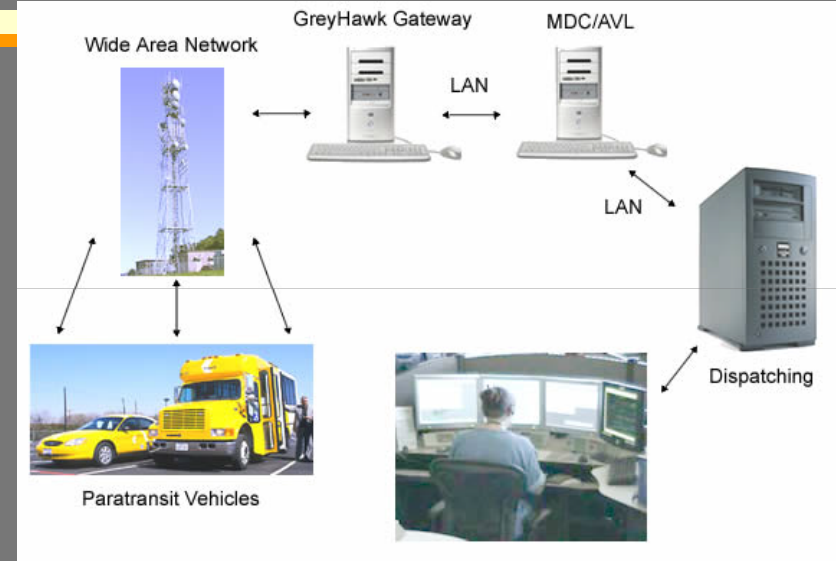 GreyHawk Gateway
MDC/AVL
Wide Area Network
LAN
LAN
Dispatching
Paratransit Vehicles